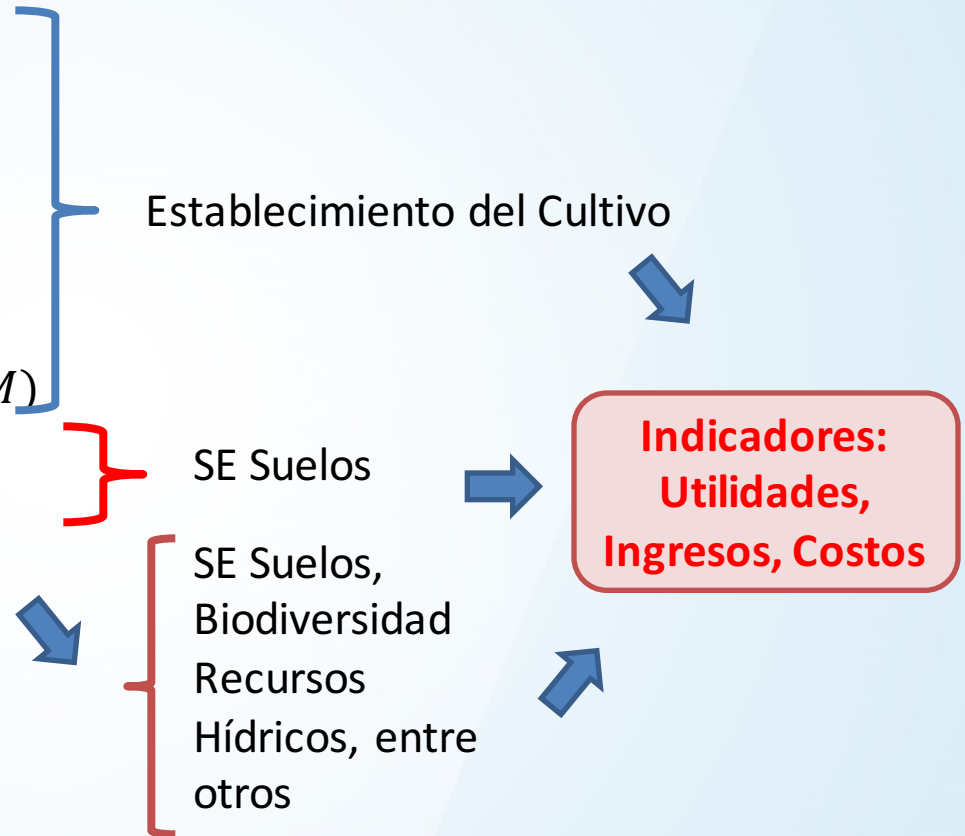 Establecimiento del Cultivo
M)
SE Suelos
Indicadores:
Utilidades,
Ingresos, Costos
SE Suelos,
Biodiversidad
Recursos
Hídricos, entre
otros